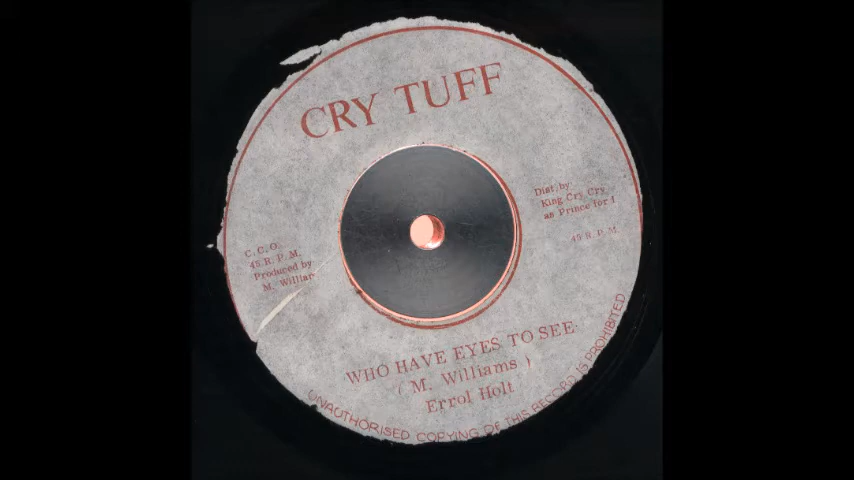 CRY TUFF
Dist. by
King Cry Cry
as Prince for I
45 R. P. M.
C. C. O.
45 R. P. M.
Produced by
M. Williar
WHO HAVE EYES TO SEE
( M. Williams )
Errol Holt
UNAUTHORISED COPYING OF THIS RECORD IS PROHIBITED